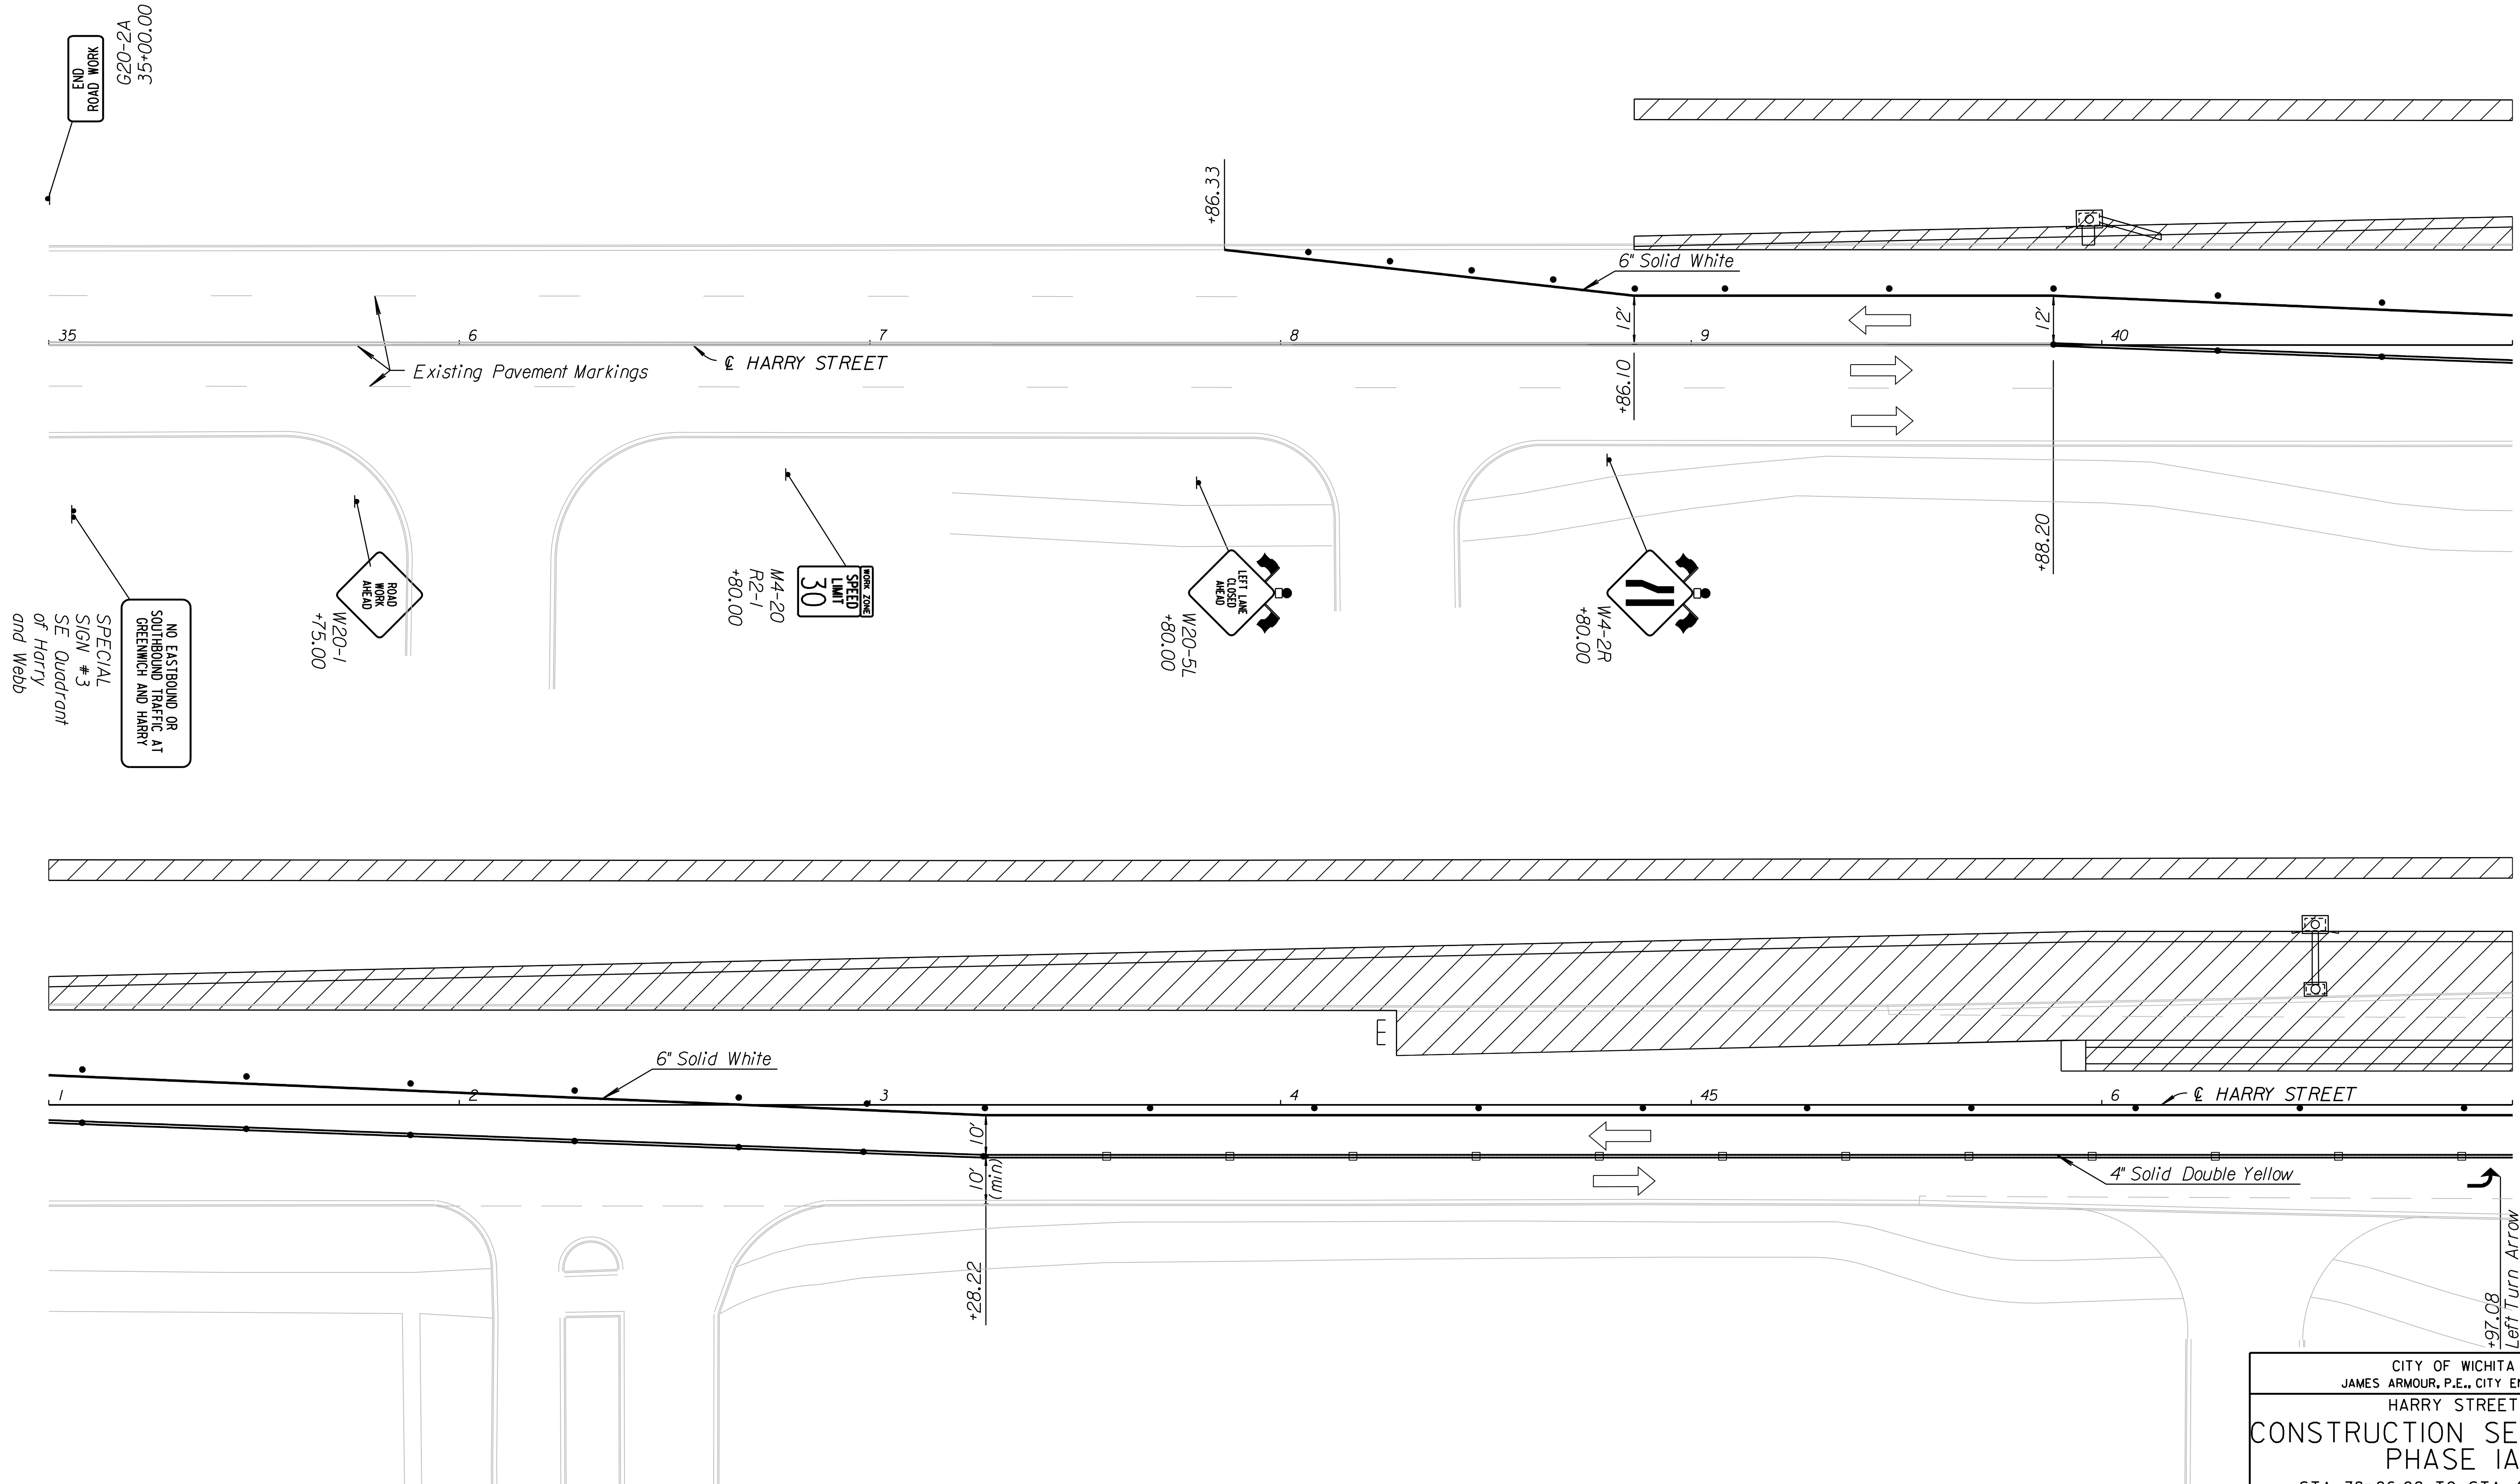 END
ROAD WORK
G20-2A
35+00.00
+86.33
6" Solid White
12'
12'
35
6
7
8
9
40
℄ HARRY STREET
Existing Pavement Markings
+86.10
+88.20
NO EASTBOUND OR
SOUTHBOUND TRAFFIC AT
GREENWICH AND HARRY
SPECIAL
SIGN #3
SE Quadrant
of Harry
and Webb
ROAD
WORK
AHEAD
W20-1
+75.00
WORK ZONE
SPEED
LIMIT
30
M4-20
R2-1
+80.00
LEFT LANE
CLOSED
AHEAD
W20-5L
+80.00
W4-2R
+80.00
6" Solid White
1
2
3
4
45
6
℄ HARRY STREET
10'
10'
(min)
+28.22
4" Solid Double Yellow
+97.08
Left Turn Arrow
CITY OF WICHITA
JAMES ARMOUR, P.E., CITY
HARRY STREET
CONSTRUCTION
PHASE IA